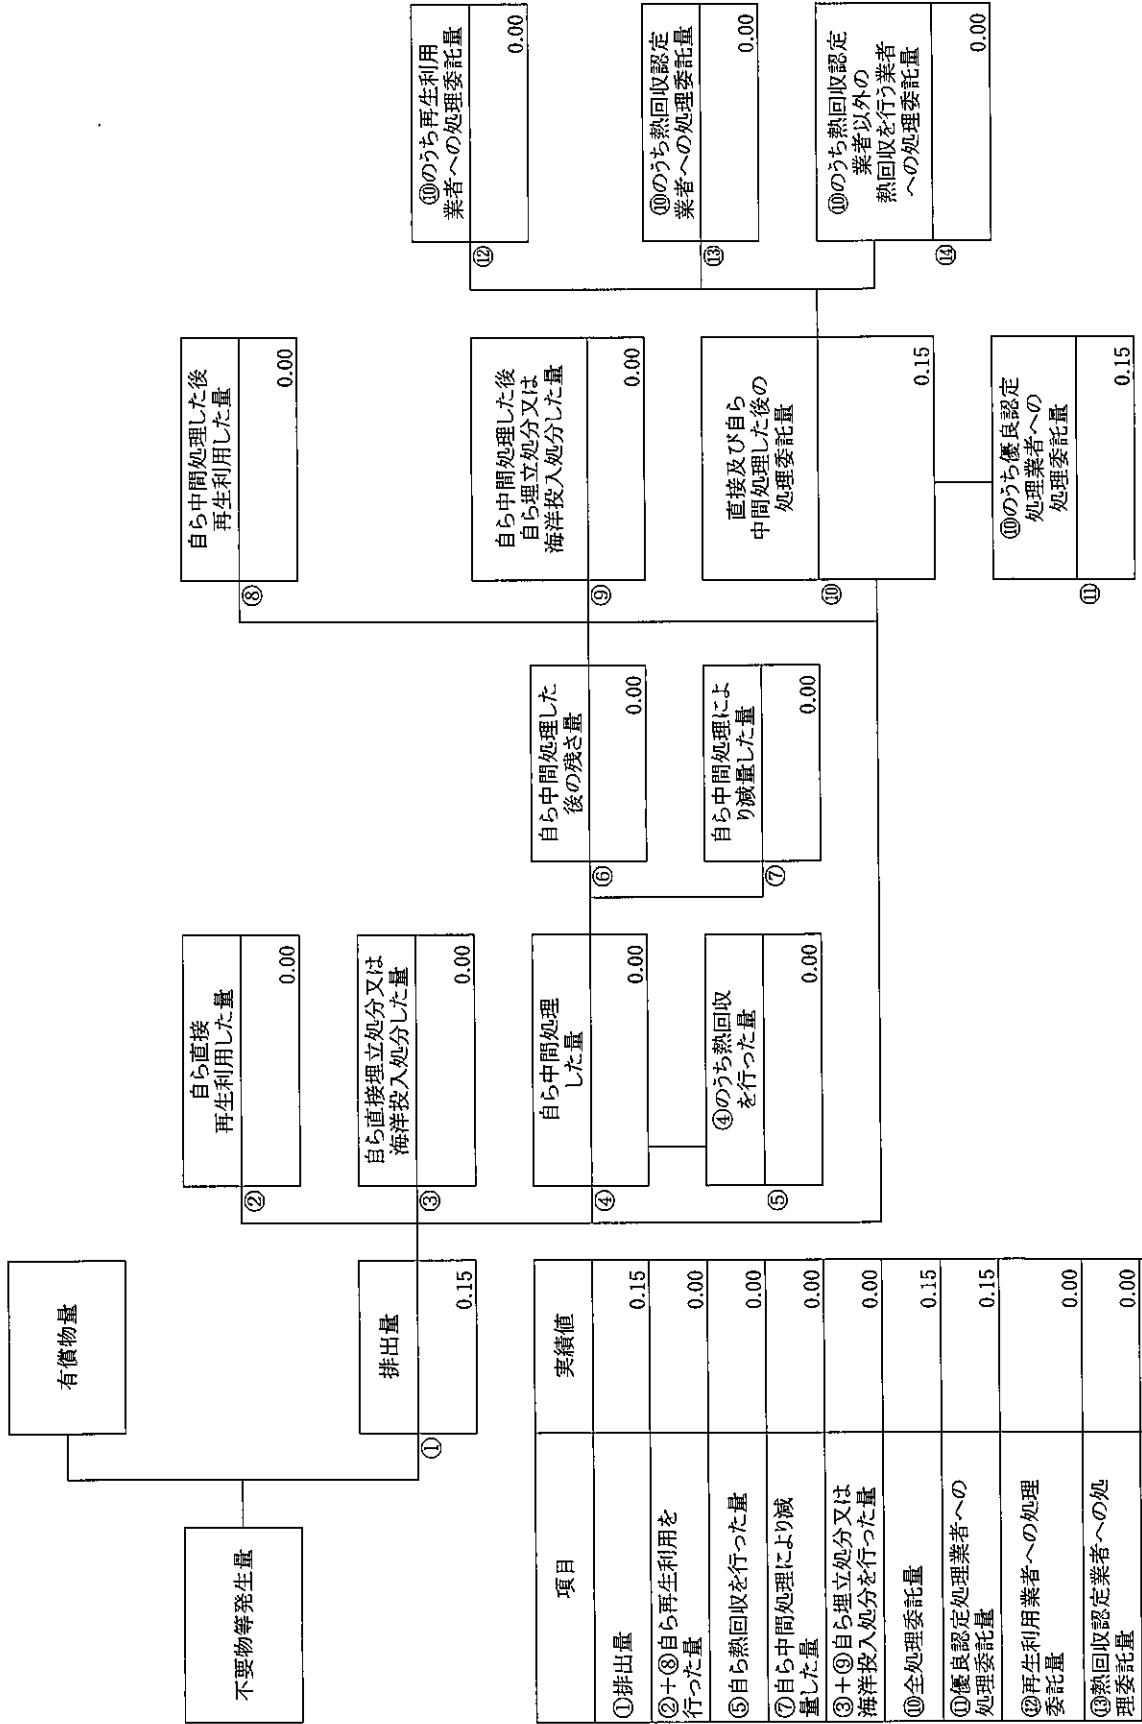 不要物等発生量
有償物量
排出量
①
0.15
自ら直接
再生利用した量
②
0.00
自ら直接埋立処分又は
海洋投入処分した量
③
0.00
自ら中間処理
した量
④
0.00
④のうち熱回収
を行った量
⑤
0.00
自ら中間処理した
後の残さ量
⑥
0.00
自ら中間処理によ
り減量した量
⑦
0.00
自ら中間処理した後
再生利用した量
⑧
0.00
自ら中間処理した後
自ら埋立処分又は
海洋投入処分した量
⑨
0.00
直接及び自ら
中間処理した後の
処理委託量
⑩
0.15
⑩のうち優良認定
処理業者への
処理委託量
⑪
0.15
⑩のうち再生利用
業者への処理委託量
⑫
0.00
⑩のうち熱回収認定
業者への処理委託量
⑬
0.00
⑩のうち熱回収認定
業者以外の
熱回収を行う業者
への処理委託量
⑭
0.00
項目 実績値
①排出量 0.15
②+⑧自ら再生利用を
行った量 0.00
⑤自ら熱回収を行った量 0.00
⑦自ら中間処理により減
量した量 0.00
③+⑨自ら埋立処分又は
海洋投入処分を行った量 0.00
⑩全処理委託量 0.15
⑪優良認定処理業者への
処理委託量 0.15
⑫再生利用業者への処理
委託量 0.00
⑬熱回収認定業者への処
理委託量 0.00